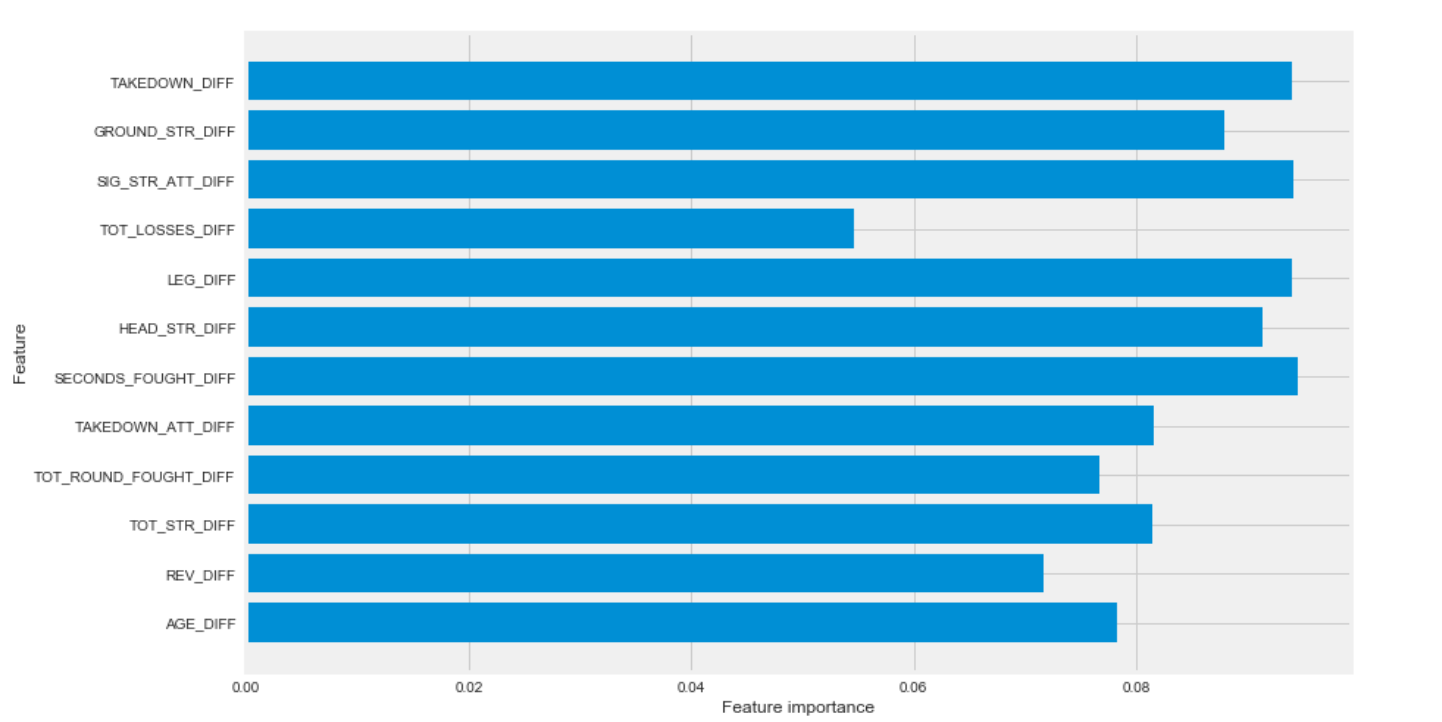 TAKEDOWN_DIFF
GROUND_STR_DIFF
SIG_STR_ATT_DIFF
TOT_LOSSES_DIFF
LEG_DIFF
HEAD_STR_DIFF
SECONDS_FOUGHT_DIFF
TAKEDOWN_ATT_DIFF
TOT_ROUND_FOUGHT_DIFF
TOT_STR_DIFF
REV_DIFF
AGE_DIFF
Feature
0.00 0.02 0.04 0.06 0.08
Feature importance